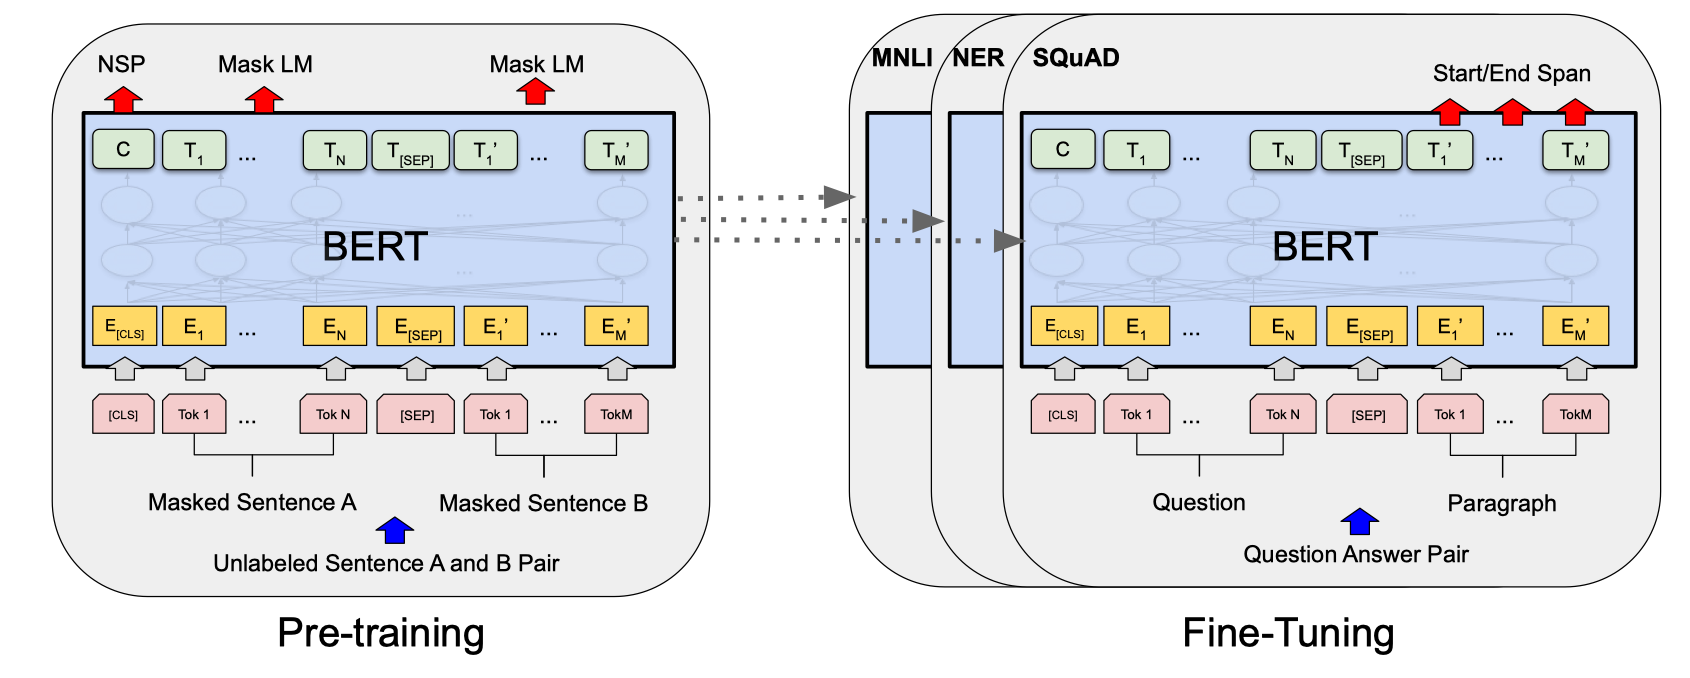 NSP Mask LM Mask LM
C T1 ... TN T[SEP] T1’ ... TM’
...
BERT
...
E[CLS] E1 ... EN E[SEP] E1’ ... EM’
[CLS] Tok 1 ... Tok N [SEP] Tok 1 ... TokM
Masked Sentence A Masked Sentence B
Unlabeled Sentence A and B Pair
Pre-training
MNLI NER SQuAD
Start/End Span
C T1 ... TN T[SEP] T1’ ... TM’
...
BERT
...
E[CLS] E1 ... EN E[SEP] E1’ ... EM’
[CLS] Tok 1 ... Tok N [SEP] Tok 1 ... TokM
Question Paragraph
Question Answer Pair
Fine-Tuning